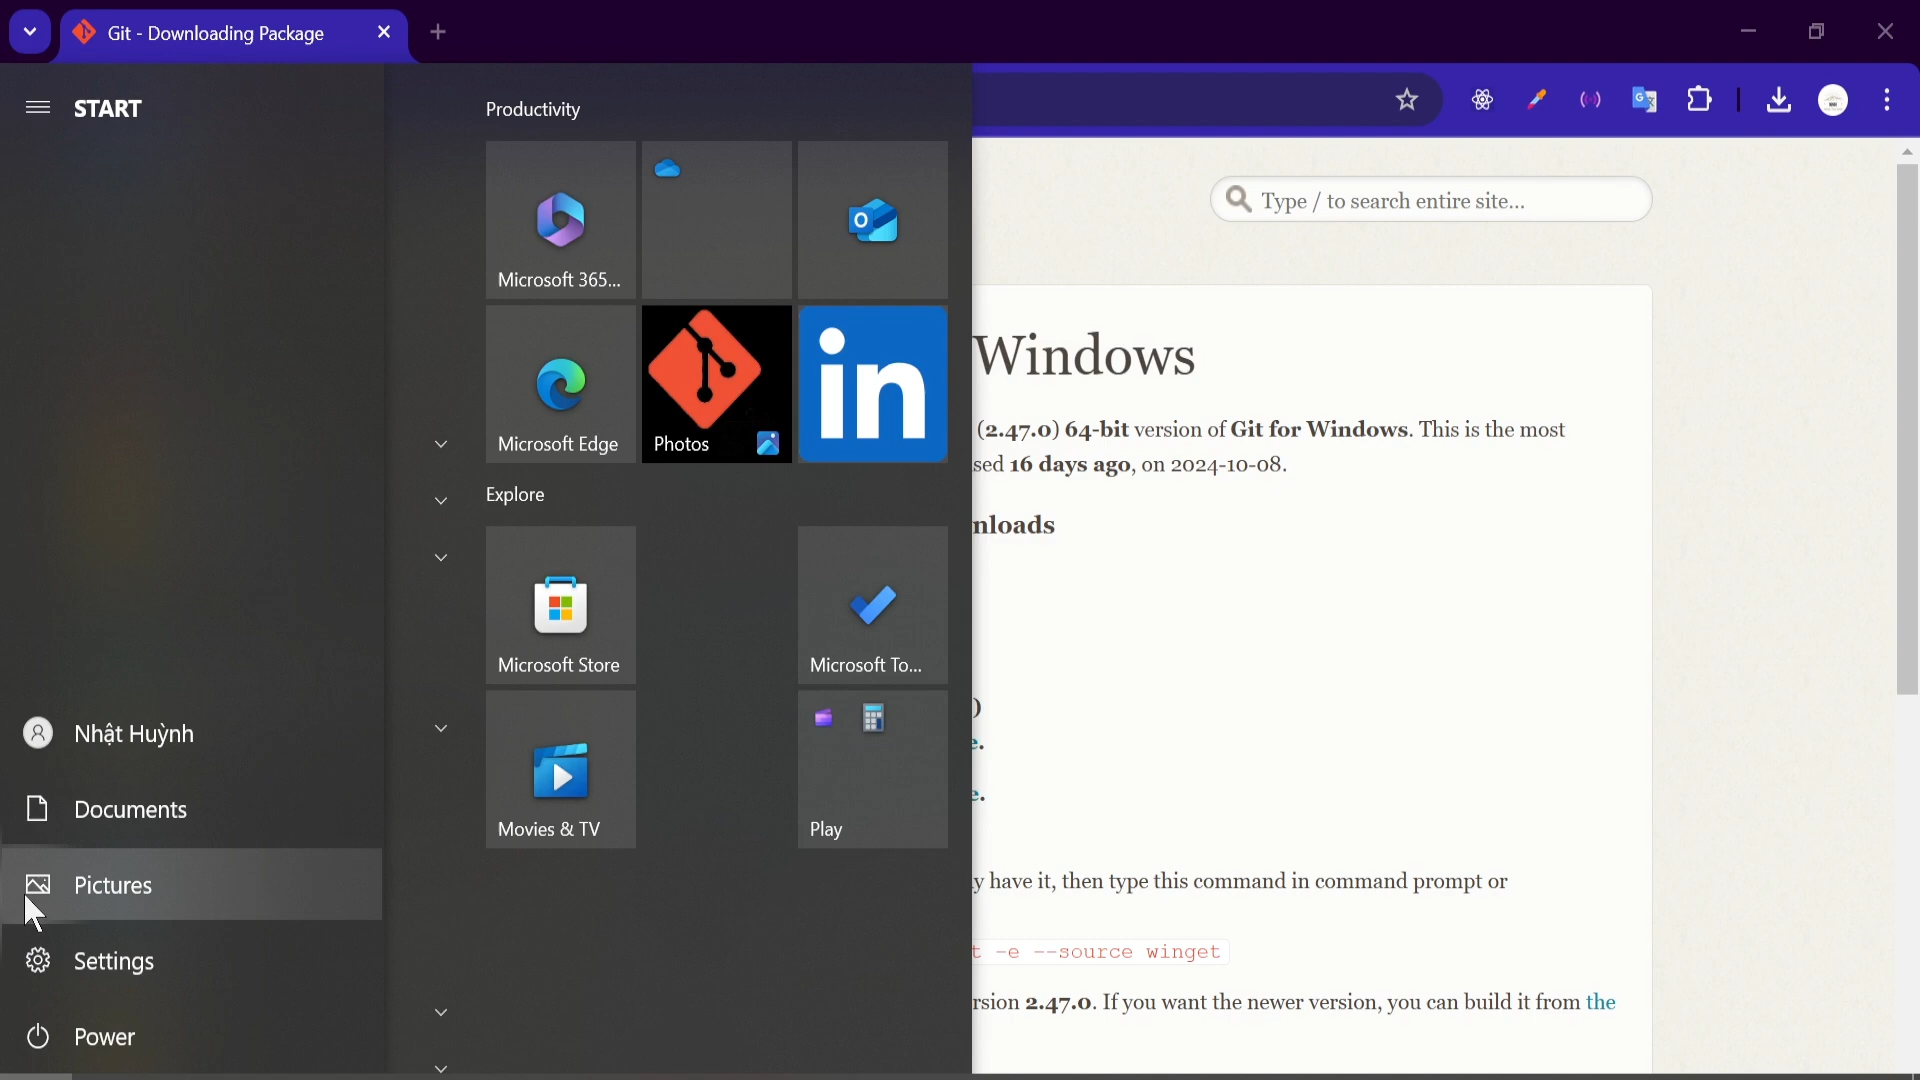 Git - Downloading Package
START
Productivity
Microsoft 365...
Microsoft Edge
Photos
in
Explore
Microsoft Store
Microsoft To...
Movies & TV
Play
Nhật Huỳnh
Documents
Pictures
Settings
Power
Type / to search entire site...
Windows
(2.47.0) 64-bit version of Git for Windows. This is the most
sed 16 days ago, on 2024-10-08.
nloads
)
e.
e.
y have it, then type this command in command prompt or
t -e --source winget
rsion 2.47.0. If you want the newer version, you can build it from the